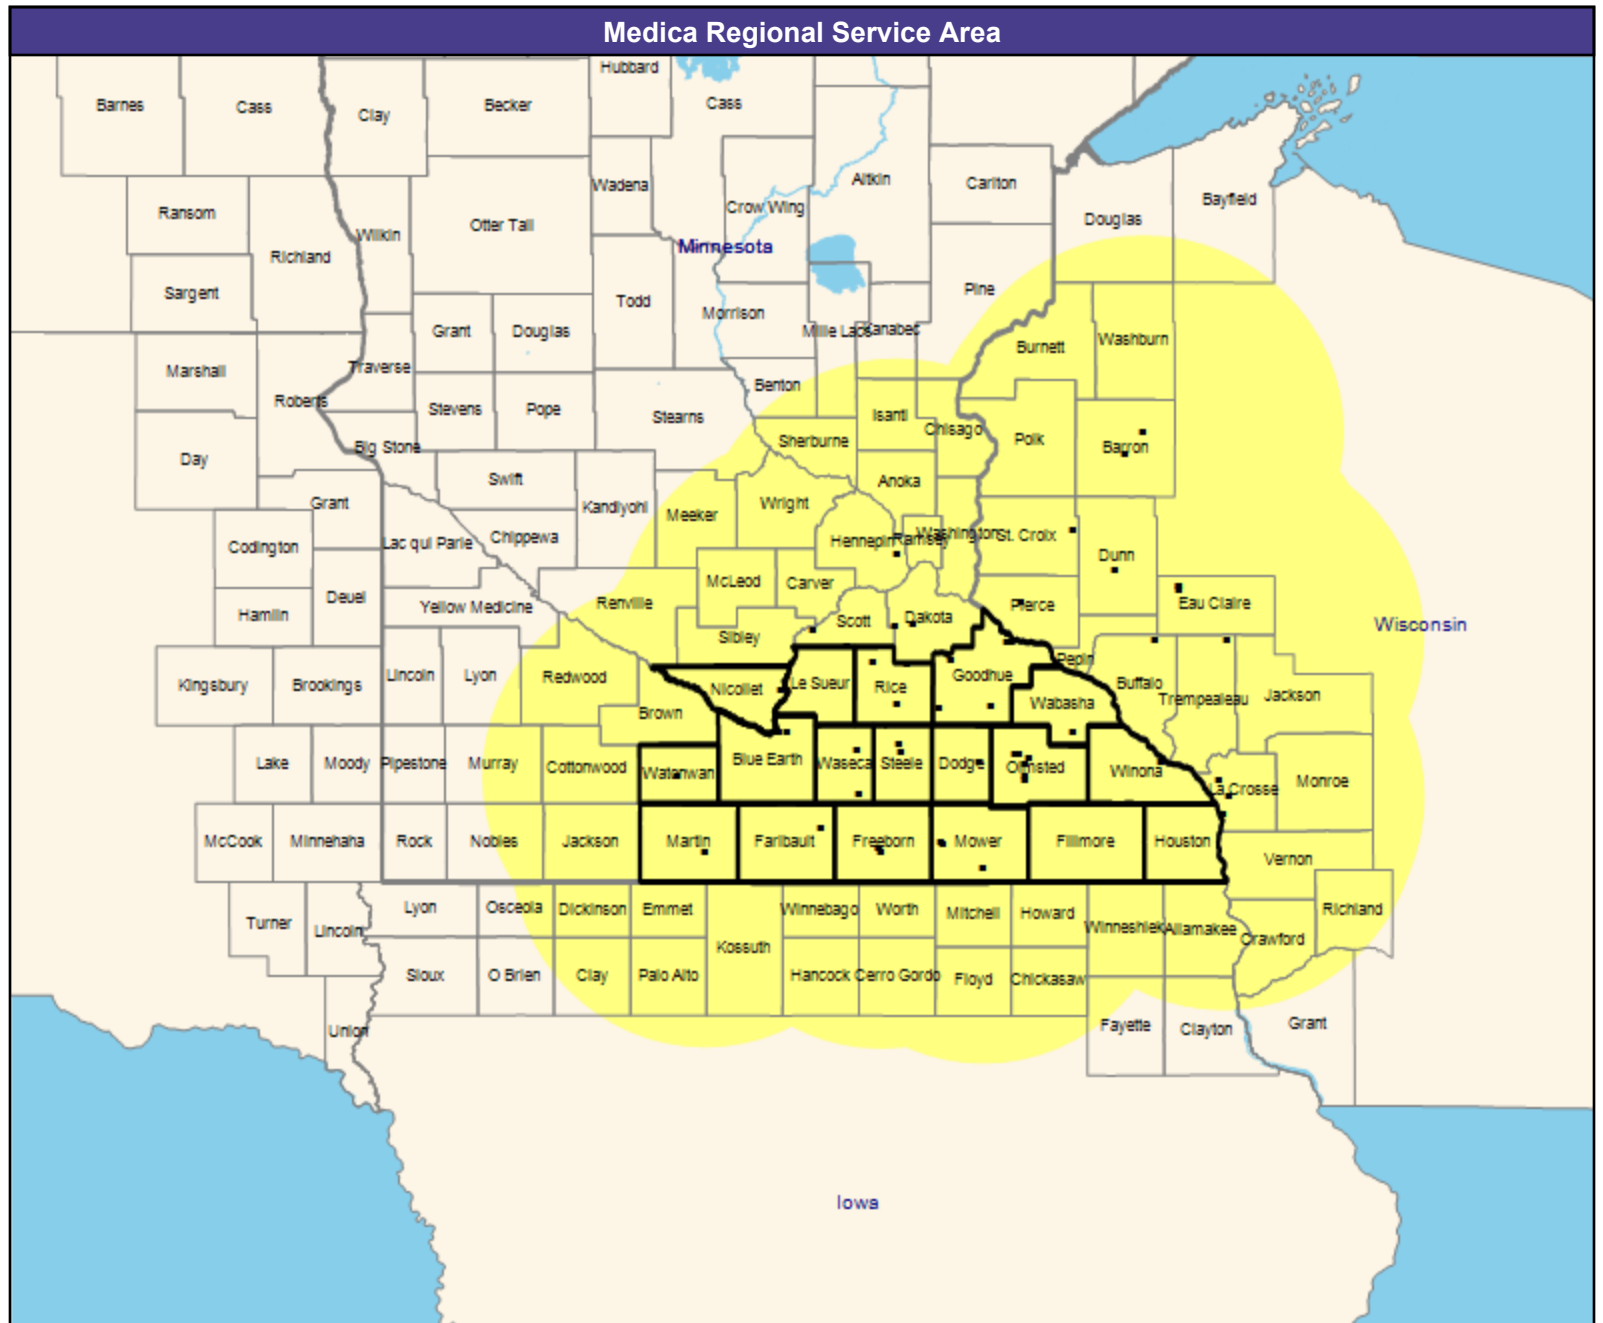 Medica Regional Service Area
Hubbard
Barnes
Cass
Clay
Becker
Cass
Wadena
Aitkin
Carlton
Crow Wing
Ransom
Bayfield
Douglas
Otter Tail
Wilkin
Minnesota
Richland
Sargent
Pine
Todd
Morrison
Grant
Douglas
Mille Lacs
Kanabec
Burnett
Washburn
Marshall
Traverse
Benton
Roberts
Stevens
Pope
Stearns
Isanti
Chisago
Polk
Barron
Big Stone
Sherburne
Day
Swift
Anoka
Grant
Kandiyohi
Meeker
Wright
Codington
Lac qui Parle
Chippewa
Hennepin
Ramsey
Washington
St. Croix
Dunn
McLeod
Carver
Deuel
Renville
Pierce
Eau Claire
Hamlin
Yellow Medicine
Scott
Dakota
Sibley
Wisconsin
Pepin
Kingsbury
Brookings
Lincoln
Lyon
Redwood
Nicollet
Le Sueur
Rice
Goodhue
Buffalo
Trempealeau
Jackson
Brown
Wabasha
Lake
Moody
Pipestone
Murray
Cottonwood
Watonwan
Blue Earth
Waseca
Steele
Dodge
Olmsted
Winona
La Crosse
Monroe
McCook
Minnehaha
Rock
Nobles
Jackson
Martin
Faribault
Freeborn
Mower
Fillmore
Houston
Vernon
Turner
Lincoln
Lyon
Osceola
Dickinson
Emmet
Winnebago
Worth
Mitchell
Howard
Winneshiek
Allamakee
Crawford
Richland
Kossuth
Sioux
O Brien
Clay
Palo Alto
Hancock
Cerro Gordo
Floyd
Chickasaw
Union
Fayette
Clayton
Grant
Iowa